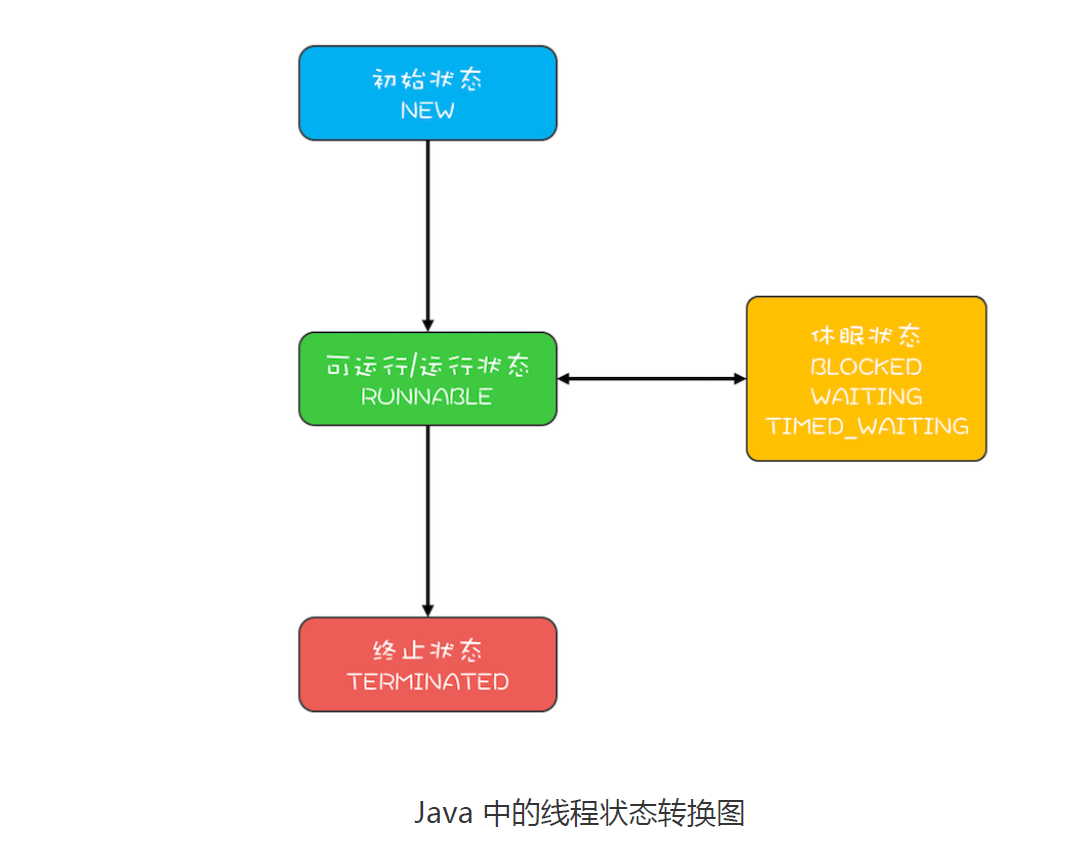 初始状态
NEW
可运行/运行状态
RUNNABLE
休眠状态
BLOCKED
WAITING
TIMED_WAITING
终止状态
TERMINATED
Java 中的线程状态转换图